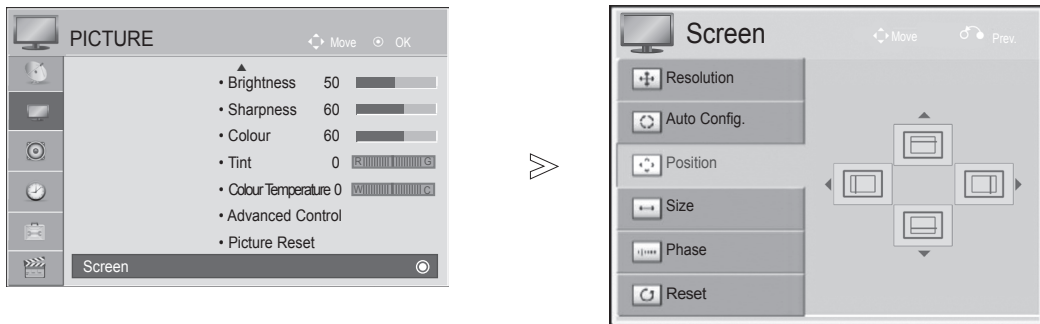 PICTURE
Move OK
• Brightness 50
• Sharpness 60
• Colour 60
• Tint 0 R G
• Colour Temperature 0 W C
• Advanced Control
• Picture Reset
Screen
Screen
Move Prev.
Resolution
Auto Config.
Position
Size
Phase
Reset